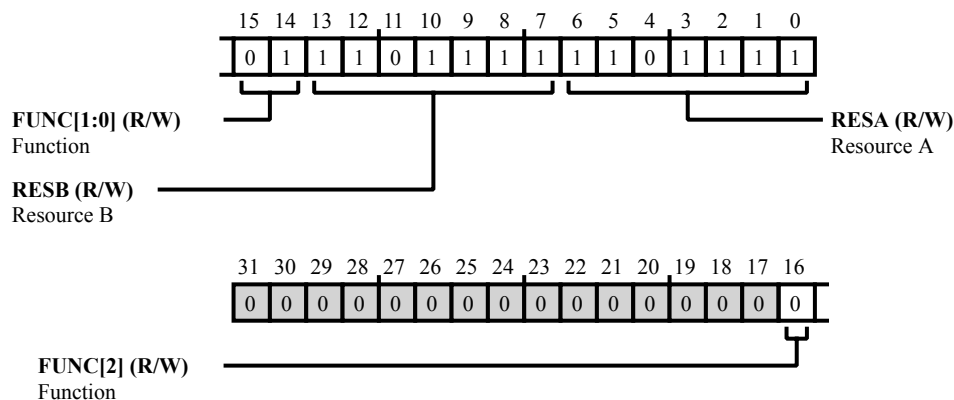 15 14 13 12 11 10 9 8 7 6 5 4 3 2 1 0
0 1 1 1 0 1 1 1 1 1 1 0 1 1 1 1
FUNC[1:0] (R/W)
Function
RESA (R/W)
Resource A
RESB (R/W)
Resource B
31 30 29 28 27 26 25 24 23 22 21 20 19 18 17 16
0 0 0 0 0 0 0 0 0 0 0 0 0 0 0 0
FUNC[2] (R/W)
Function